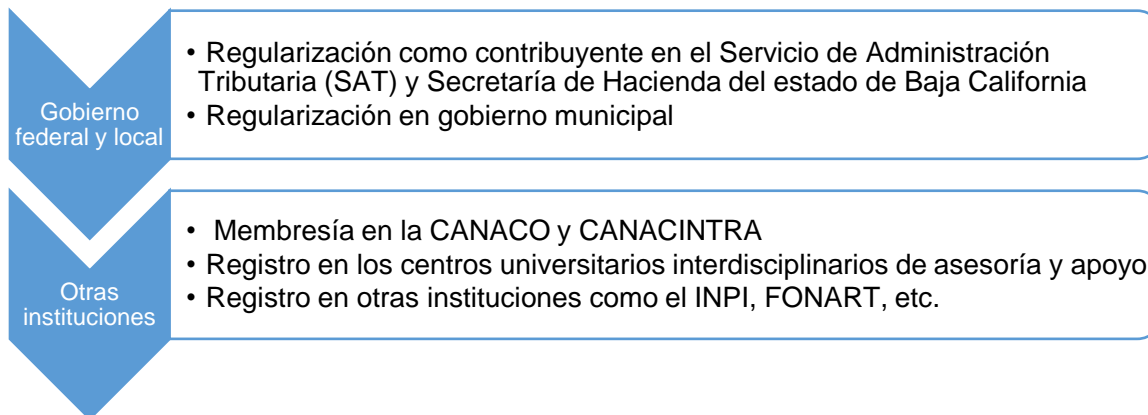 Gobierno
federal y local
• Regularización como contribuyente en el Servicio de Administración
Tributaria (SAT) y Secretaría de Hacienda del estado de Baja California
• Regularización en gobierno municipal
Otras
instituciones
• Membresía en la CANACO y CANACINTRA
• Registro en los centros universitarios interdisciplinarios de asesoría y apoyo
• Registro en otras instituciones como el INPI, FONART, etc.